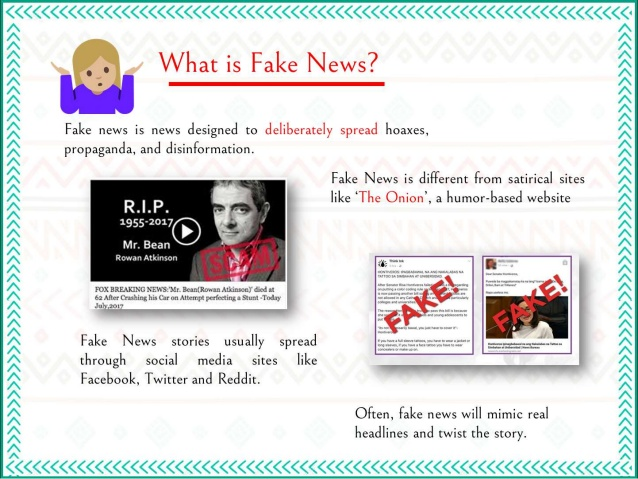 What is Fake News?
Fake news is news designed to deliberately spread hoaxes,
propaganda, and disinformation.
Fake News is different from satirical sites
like ‘The Onion’, a humor-based website
R.I.P.
1955-2017
Mr. Bean
Rowan Atkinson
SCAM
FOX BREAKING NEWS:'Mr. Bean(Rowan Atkinson)' died at
62 After Crashing his Car on Attempt perfecting a Stunt -Today
July,2017
FAKE!
FAKE!
Fake News stories usually spread
through social media sites like
Facebook, Twitter and Reddit.
Often, fake news will mimic real
headlines and twist the story.